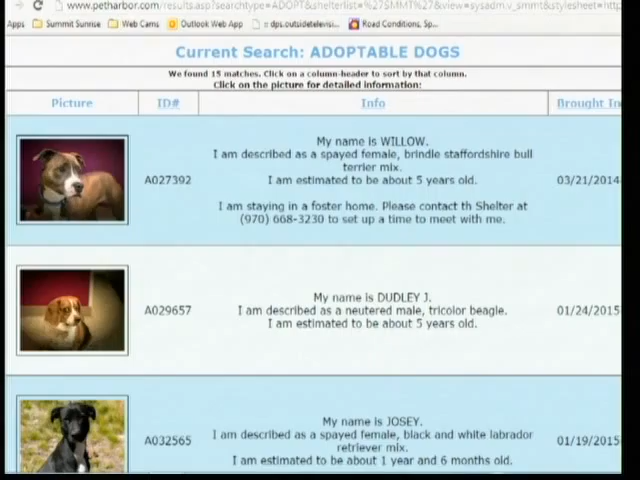 www.petharbor.com/results.asp?searchtype=ADOPT&shelterlist=%27SMMT%27&view=sysadm.v_smmt&stylesheet=http
Apps Summit Sunrise Web Cams Outlook Web App dps.outsidetelevisi... Road Conditions, Sp...
Current Search: ADOPTABLE DOGS
We found 15 matches. Click on a column-header to sort by that column.
Click on the picture for detailed information:
Picture ID# Info Brought In
My name is WILLOW.
I am described as a spayed female, brindle staffordshire bull
terrier mix.
A027392 I am estimated to be about 5 years old. 03/21/2014
I am staying in a foster home. Please contact th Shelter at
(970) 668-3230 to set up a time to meet with me.
My name is DUDLEY J.
A029657 I am described as a neutered male, tricolor beagle. 01/24/2015
I am estimated to be about 5 years old.
My name is JOSEY.
I am described as a spayed female, black and white labrador
A032565 retriever mix. 01/19/2015
I am estimated to be about 1 year and 6 months old.